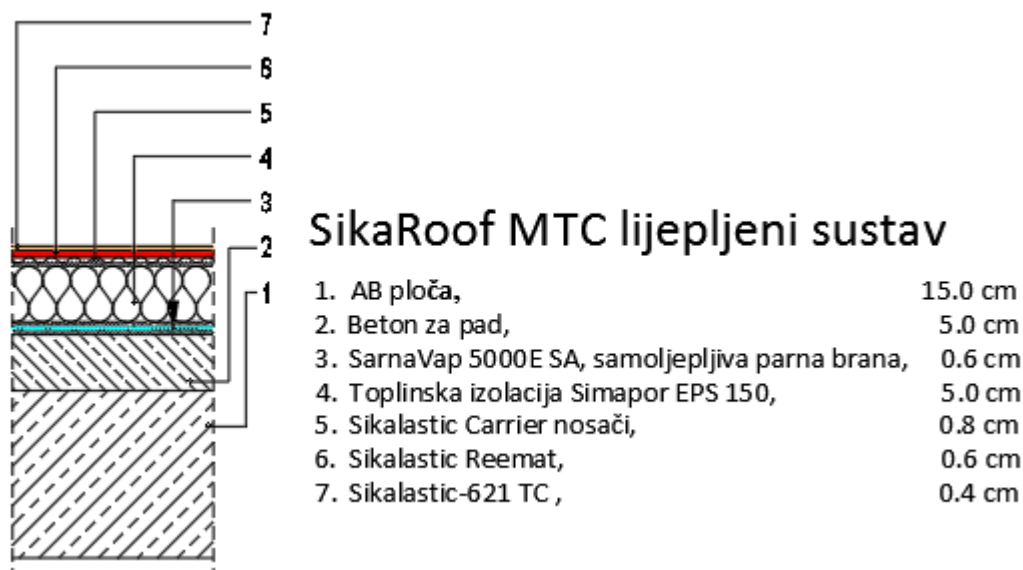 7
6
5
4
3
2
1
SikaRoof MTC lijepljeni sustav
1. AB ploča, 15.0 cm
2. Beton za pad, 5.0 cm
3. SarnaVap 5000E SA, samoljepljiva parna brana, 0.6 cm
4. Toplinska izolacija Simapor EPS 150, 5.0 cm
5. Sikalastic Carrier nosači, 0.8 cm
6. Sikalastic Reemat, 0.6 cm
7. Sikalastic-621 TC , 0.4 cm